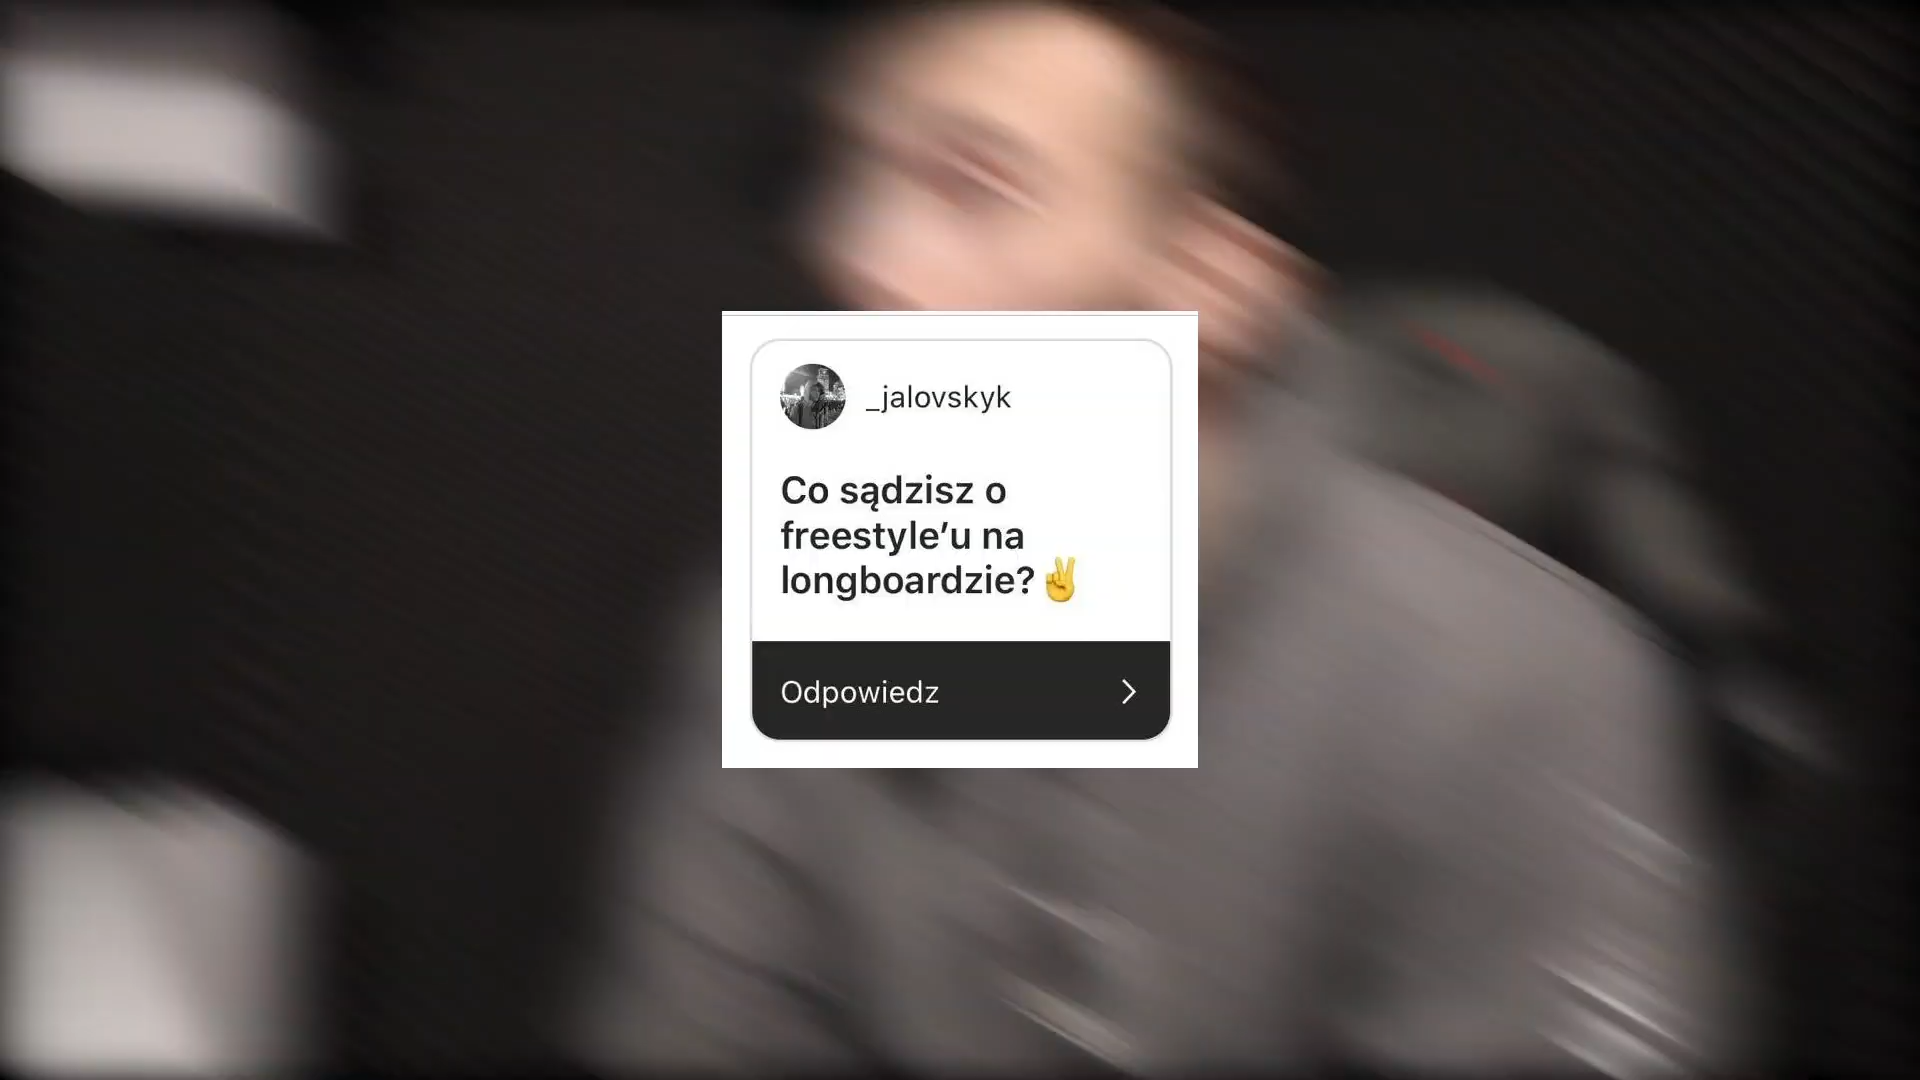 _jalovskyk
Co sądzisz o
freestyle’u na
longboardzie?✌️
Odpowiedz